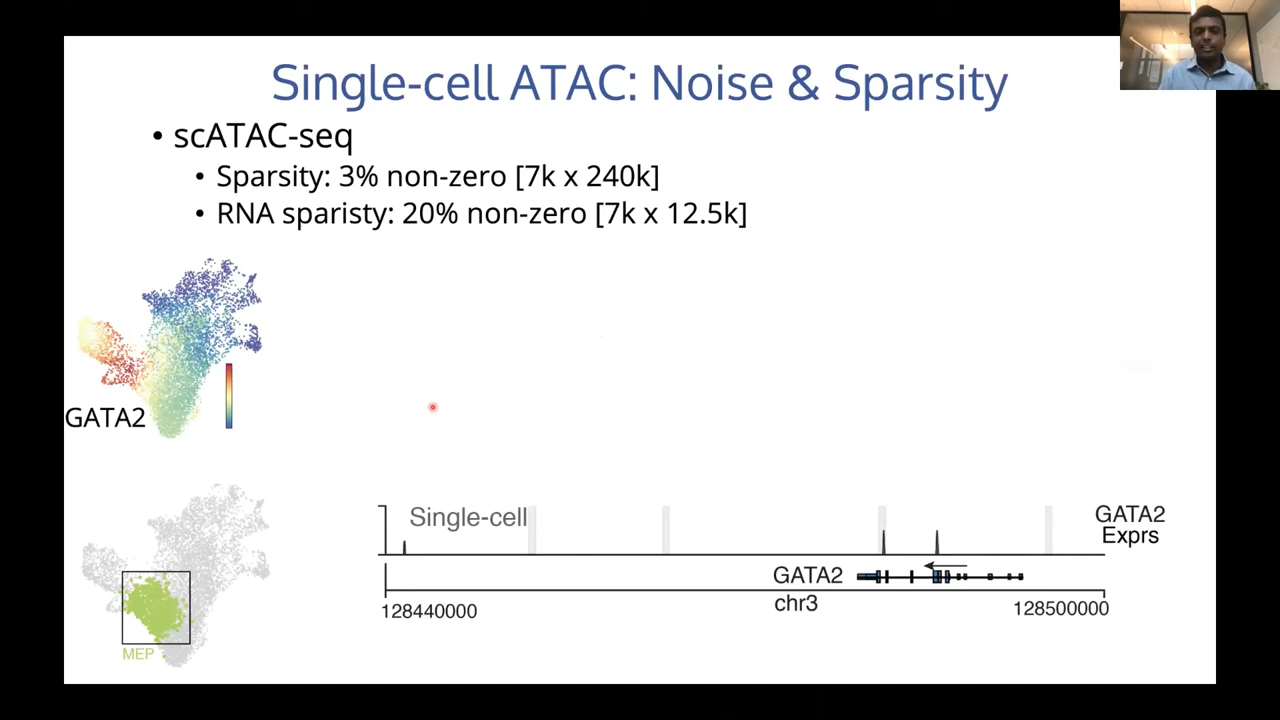 Single-cell ATAC: Noise & Sparsity
• scATAC-seq
• Sparsity: 3% non-zero [7k x 240k]
• RNA sparisty: 20% non-zero [7k x 12.5k]
GATA2
MEP
Single-cell
GATA2
Exprs
GATA2
chr3
128440000
128500000